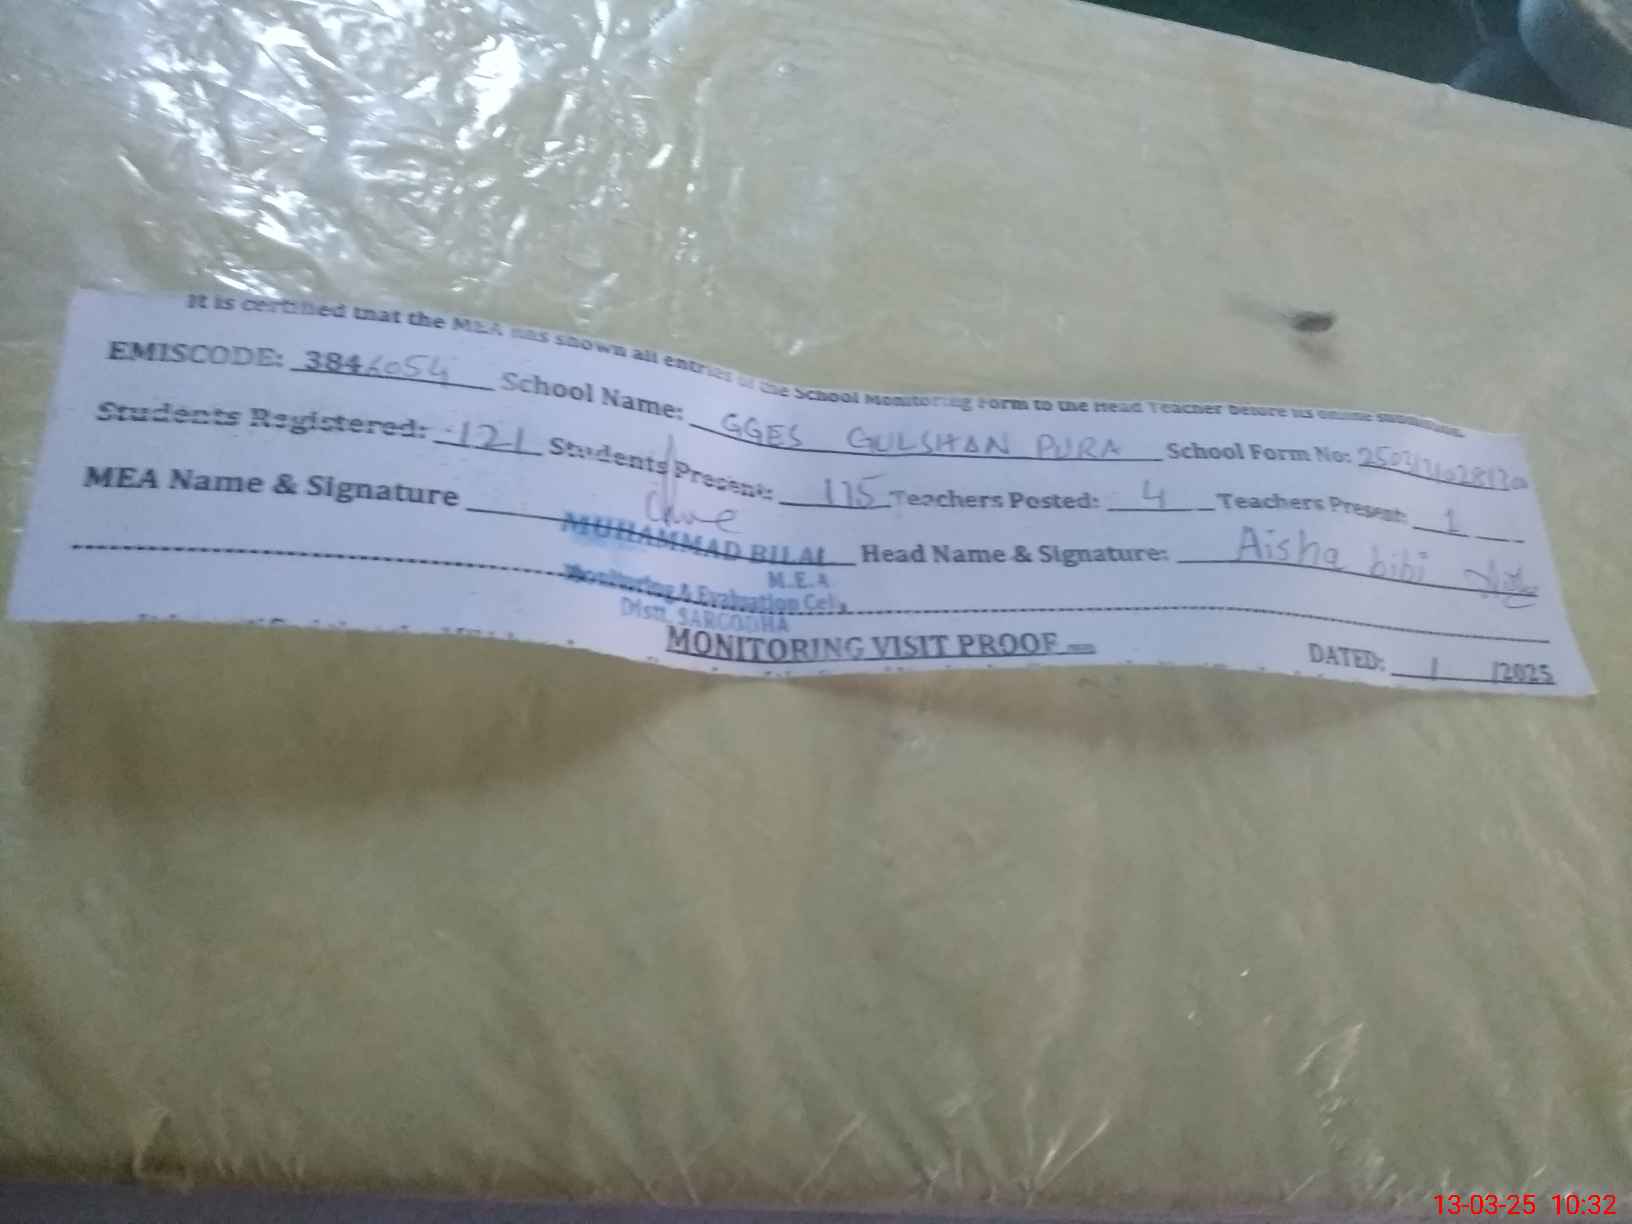 It is certified that the MEA has shown all entries of the School Monitoring Form to the Head Teacher before its online submission.
EMISCODE: 3846054 School Name: GGES GULSHAN PURA School Form No:
Students Registered: 121 Students Present: 115 Teachers Posted: 4 Teachers Present: 1
MEA Name & Signature Head Name & Signature: Aisha bibi
MUHAMMAD BILAL
M.E.A
Monitoring & Evaluation Cell,
Distt. SARGODHA
MONITORING VISIT PROOF
DATED: / /2025
13-03-25 10:32